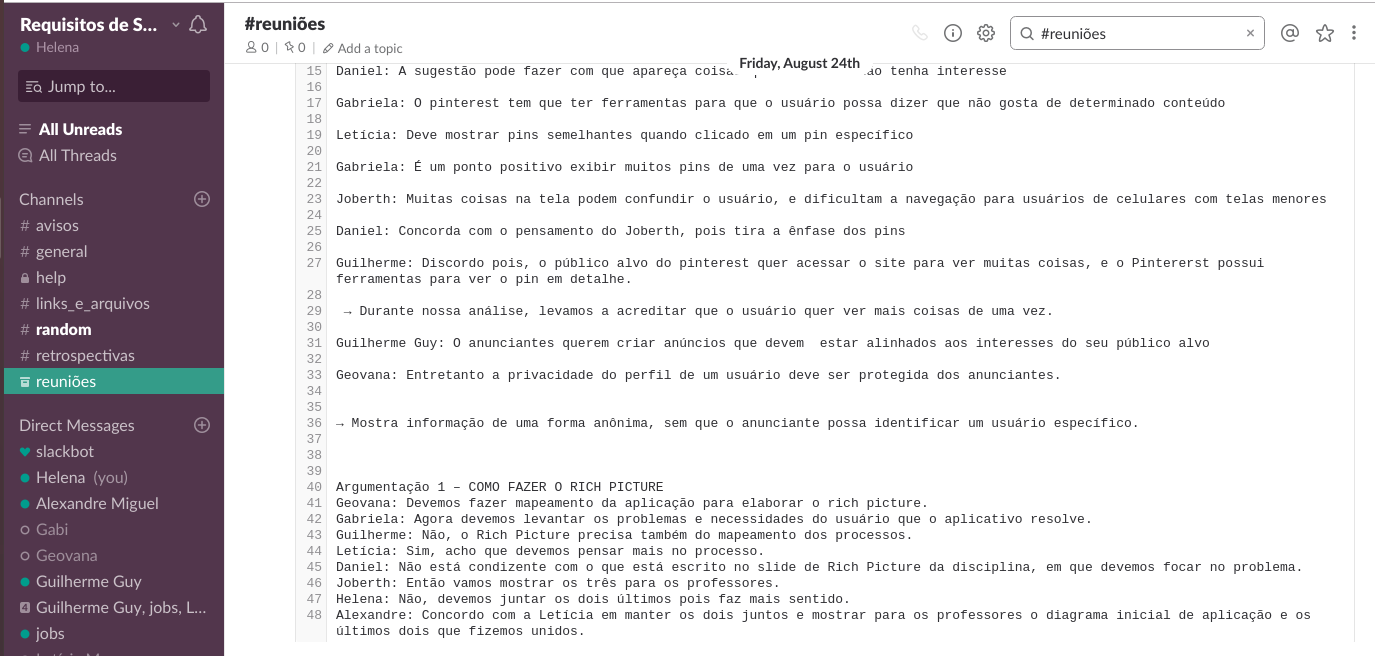 Requisitos de S...
Helena
Jump to...
All Unreads
All Threads
Channels
# avisos
# general
help
# links_e_arquivos
# random
# retrospectivas
reuniões
Direct Messages
slackbot
Helena (you)
Alexandre Miguel
Gabi
Geovana
Guilherme Guy
4 Guilherme Guy, jobs, L...
jobs
#reuniões
0 | 0 | Add a topic
#reuniões
Friday, August 24th
15 Daniel: A sugestão pode fazer com que apareça tenha interesse
16
17 Gabriela: O pinterest tem que ter ferramentas para que o usuário possa dizer que não gosta de determinado conteúdo
18
19 Letícia: Deve mostrar pins semelhantes quando clicado em um pin específico
20
21 Gabriela: É um ponto positivo exibir muitos pins de uma vez para o usuário
22
23 Joberth: Muitas coisas na tela podem confundir o usuário, e dificultam a navegação para usuários de celulares com telas menores
24
25 Daniel: Concorda com o pensamento do Joberth, pois tira a ênfase dos pins
26
27 Guilherme: Discordo pois, o público alvo do pinterest quer acessar o site para ver muitas coisas, e o Pintererst possui
ferramentas para ver o pin em detalhe.
28
29 → Durante nossa análise, levamos a acreditar que o usuário quer ver mais coisas de uma vez.
30
31 Guilherme Guy: O anunciantes querem criar anúncios que devem  estar alinhados aos interesses do seu público alvo
32
33 Geovana: Entretanto a privacidade do perfil de um usuário deve ser protegida dos anunciantes.
34
35
36 → Mostra informação de uma forma anônima, sem que o anunciante possa identificar um usuário específico.
37
38
39
40 Argumentação 1 – COMO FAZER O RICH PICTURE
41 Geovana: Devemos fazer mapeamento da aplicação para elaborar o rich picture.
42 Gabriela: Agora devemos levantar os problemas e necessidades do usuário que o aplicativo resolve.
43 Guilherme: Não, o Rich Picture precisa também do mapeamento dos processos.
44 Letícia: Sim, acho que devemos pensar mais no processo.
45 Daniel: Não está condizente com o que está escrito no slide de Rich Picture da disciplina, em que devemos focar no problema.
46 Joberth: Então vamos mostrar os três para os professores.
47 Helena: Não, devemos juntar os dois últimos pois faz mais sentido.
48 Alexandre: Concordo com a Letícia em manter os dois juntos e mostrar para os professores o diagrama inicial de aplicação e os
últimos dois que fizemos unidos.